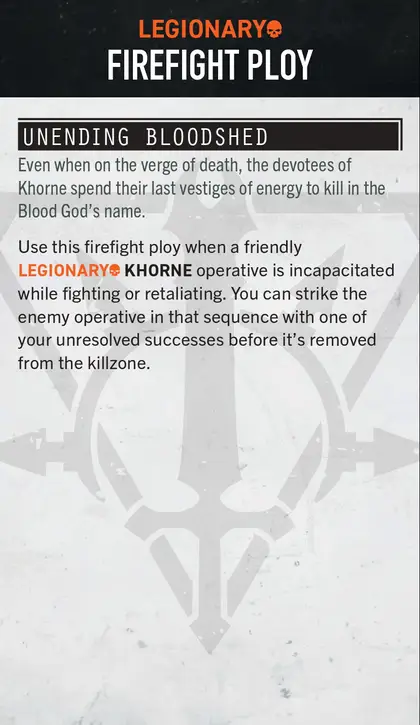 LEGIONARY
FIREFIGHT PLOY
UNENDING BLOODSHED
Even when on the verge of death, the devotees of
Khorne spend their last vestiges of energy to kill in the
Blood God’s name.
Use this firefight ploy when a friendly
LEGIONARY KHORNE operative is incapacitated
while fighting or retaliating. You can strike the
enemy operative in that sequence with one of
your unresolved successes before it’s removed
from the killzone.